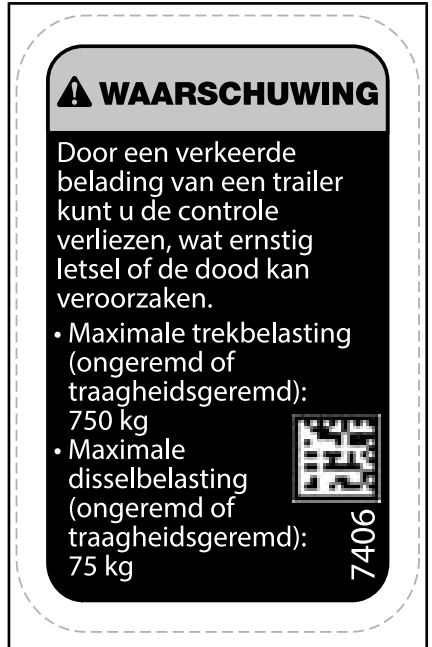 WAARSCHUWING
Door een verkeerde
belading van een trailer
kunt u de controle
verliezen, wat ernstig
letsel of de dood kan
veroorzaken.
• Maximale trekbelasting
(ongeremd of
traagheidsgeremd):
750 kg
• Maximale
disselbelasting
(ongeremd of
traagheidsgeremd):
75 kg
7406